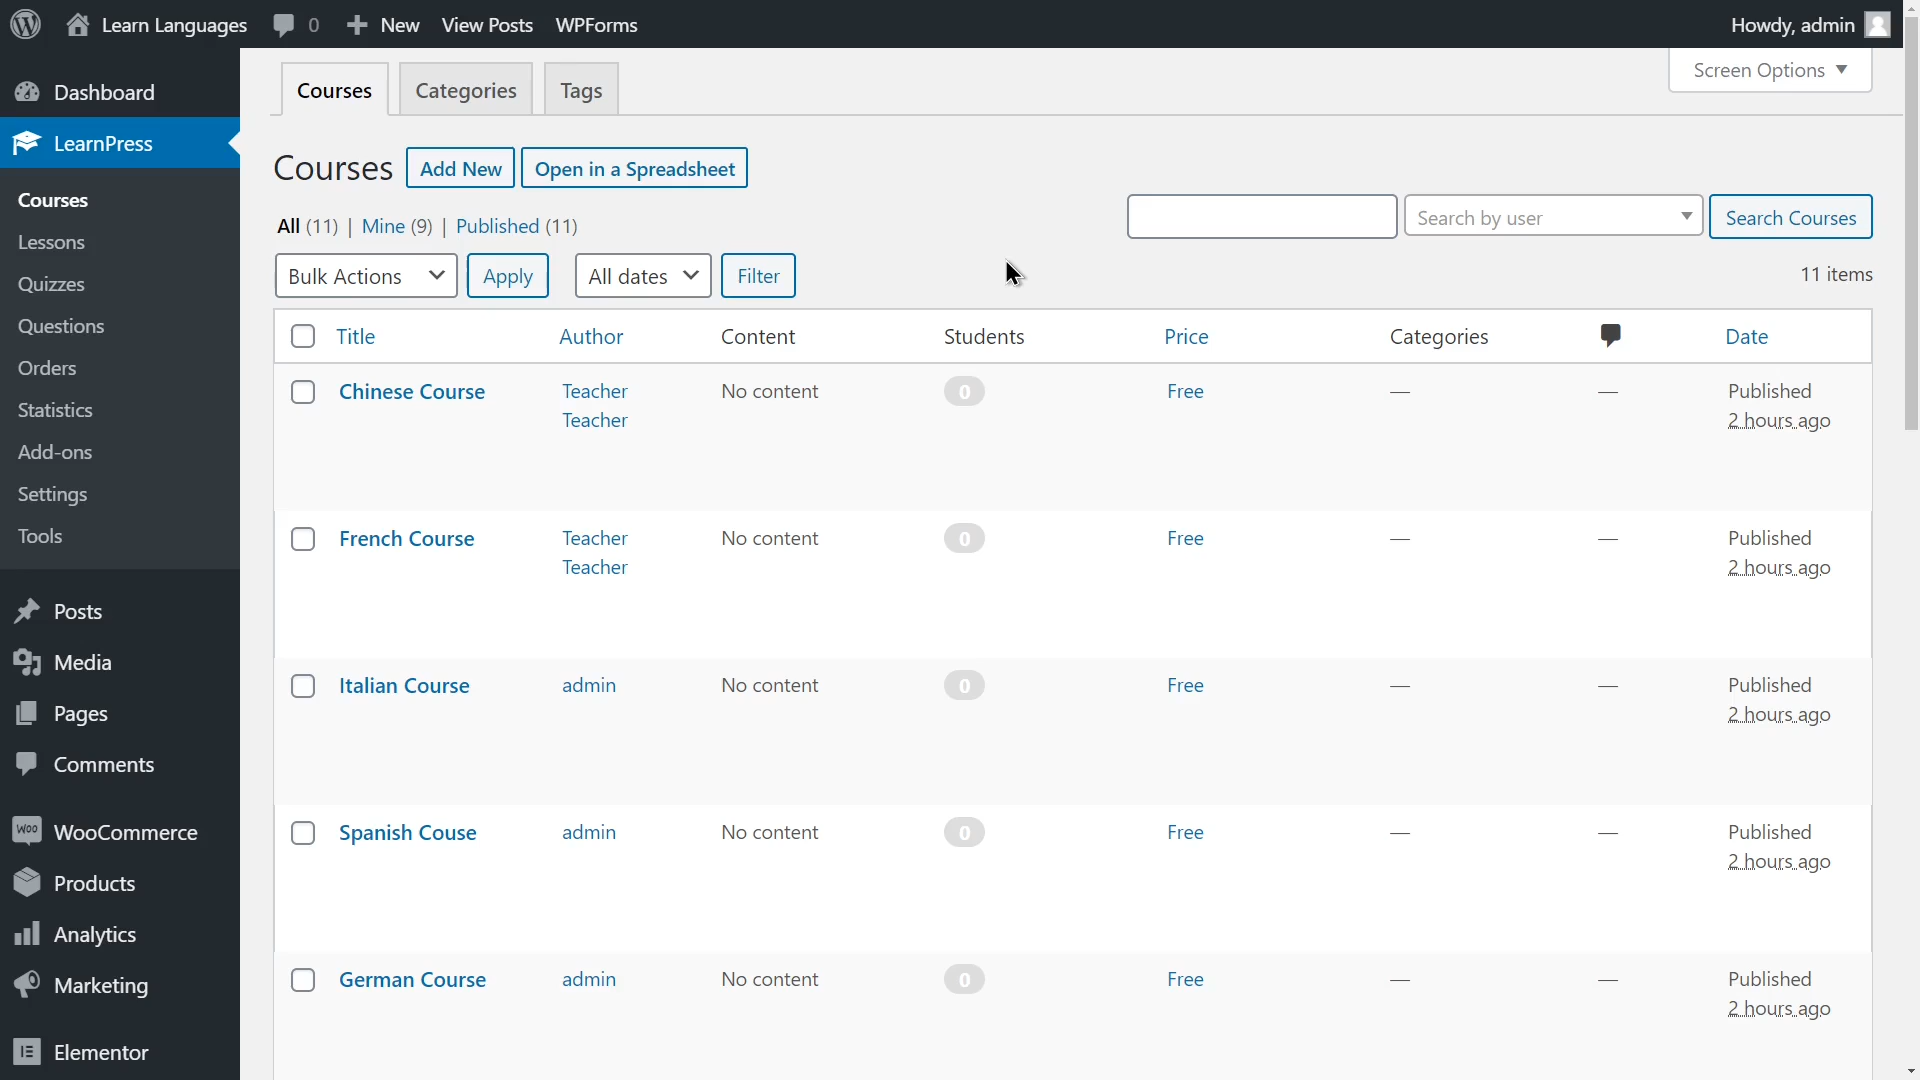 Learn Languages 0 New View Posts WPForms Howdy, admin
Screen Options
Dashboard
LearnPress
Courses
Lessons
Quizzes
Questions
Orders
Statistics
Add-ons
Settings
Tools
Posts
Media
Pages
Comments
WooCommerce
Products
Analytics
Marketing
Elementor
Courses Categories Tags
Courses Add New Open in a Spreadsheet
All (11) | Mine (9) | Published (11)
Search by user Search Courses
Bulk Actions Apply All dates Filter 11 items
Title Author Content Students Price Categories Date
Chinese Course Teacher No content 0 Free — — Published
Teacher 2 hours ago
French Course Teacher No content 0 Free — — Published
Teacher 2 hours ago
Italian Course admin No content 0 Free — — Published
2 hours ago
Spanish Couse admin No content 0 Free — — Published
2 hours ago
German Course admin No content 0 Free — — Published
2 hours ago